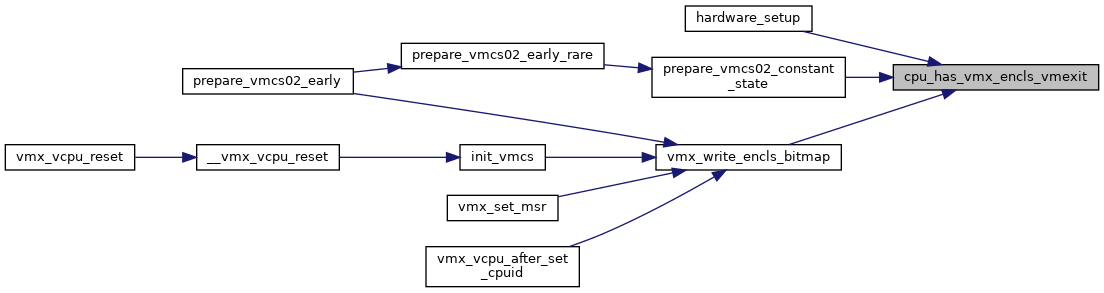 hardware_setup
prepare_vmcs02_early_rare
prepare_vmcs02_constant
_state
cpu_has_vmx_encls_vmexit
prepare_vmcs02_early
vmx_vcpu_reset
__vmx_vcpu_reset
init_vmcs
vmx_write_encls_bitmap
vmx_set_msr
vmx_vcpu_after_set
_cpuid